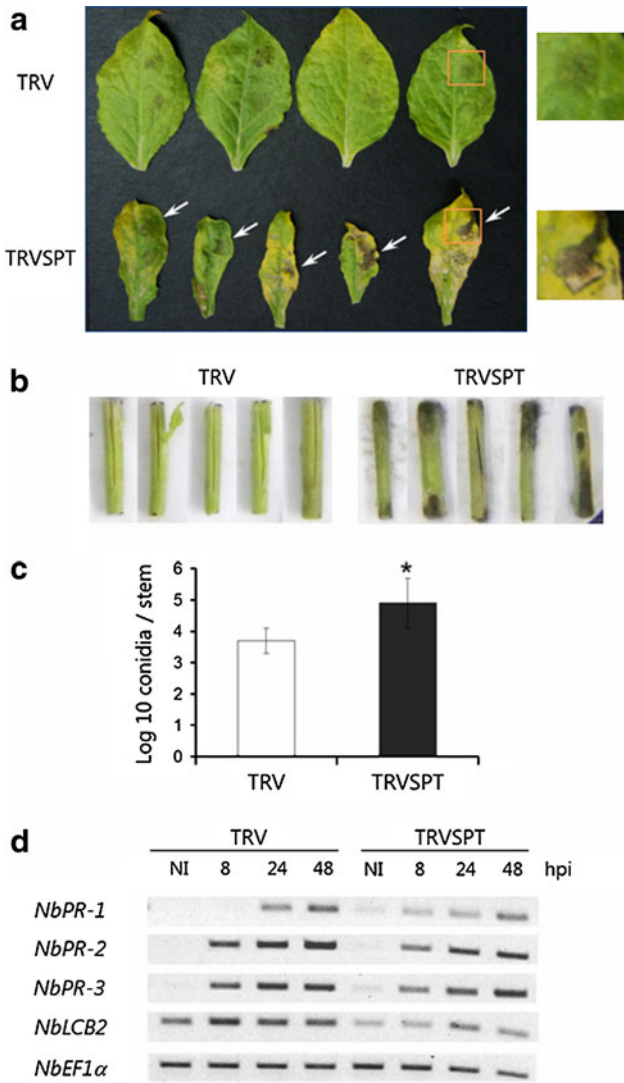 a
TRV
TRVSPT
b
TRV TRVSPT
c
Log 10 conidia / stem
6
5
4
3
2
1
0
*
TRV TRVSPT
d
TRV TRVSPT
NI 8 24 48 NI 8 24 48 hpi
NbPR-1
NbPR-2
NbPR-3
NbLCB2
NbEF1α